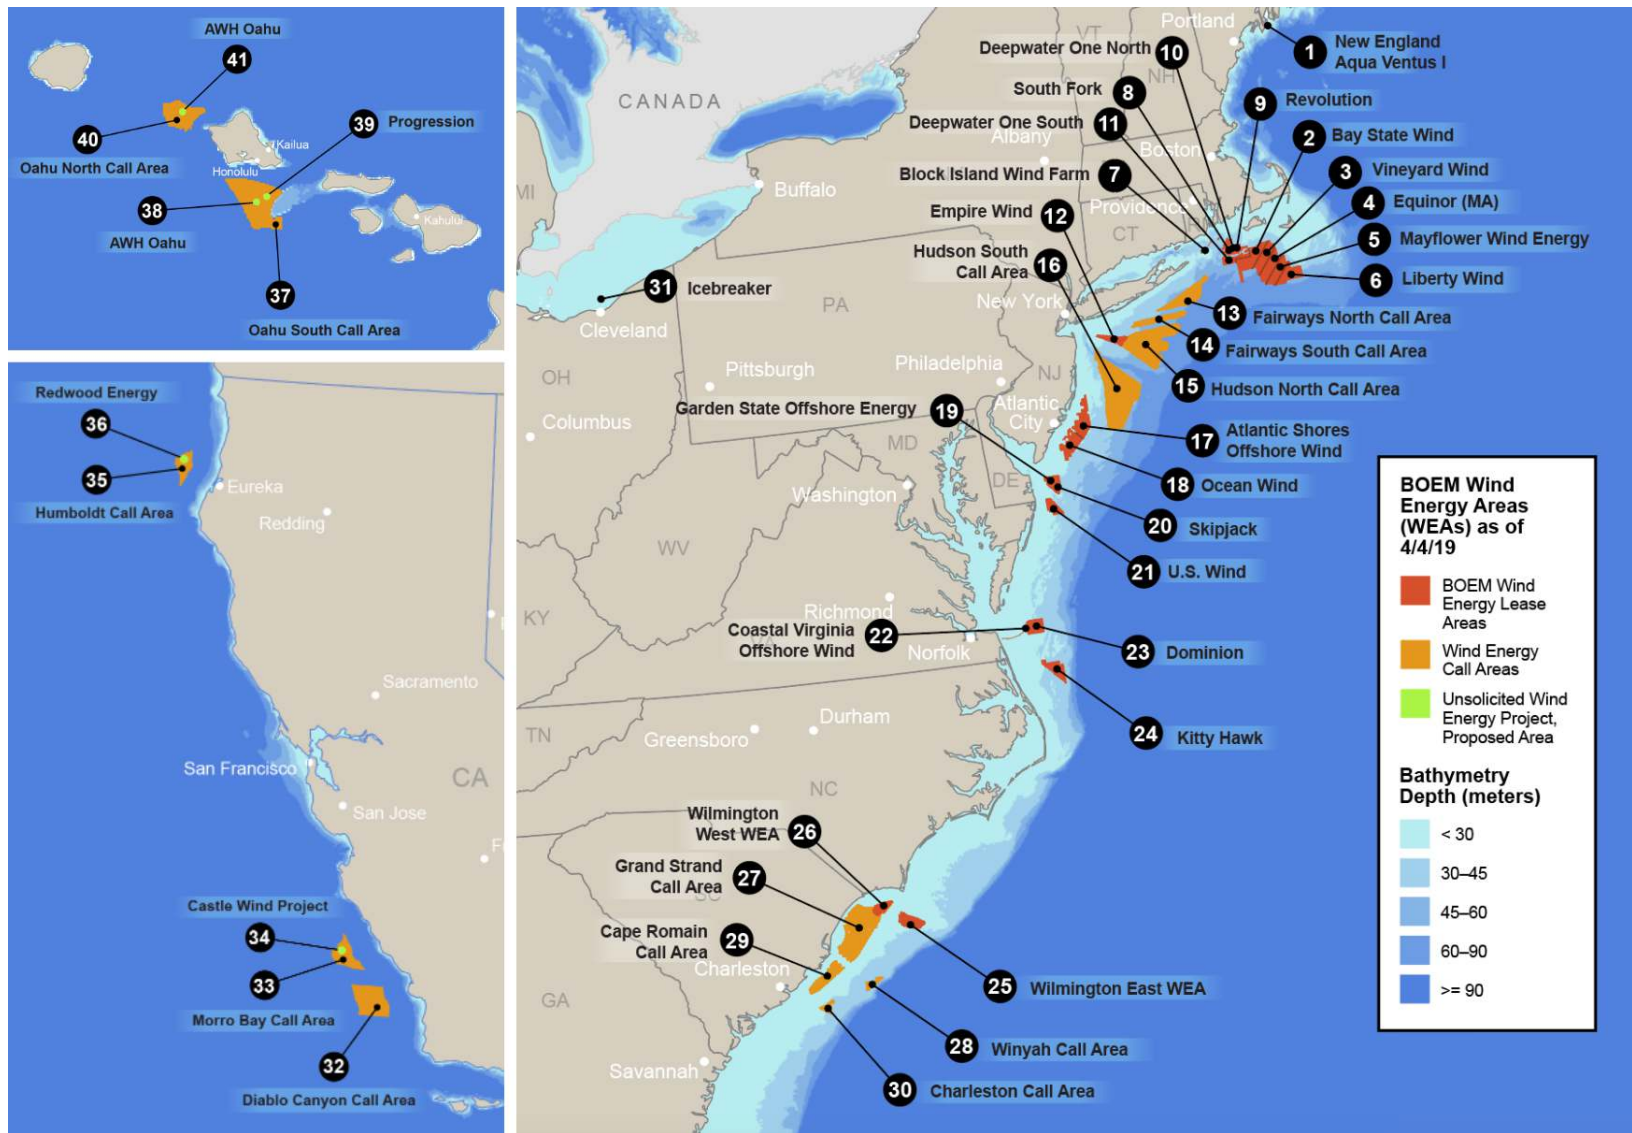 AWH Oahu
41
39
Progression
40
Oahu North Call Area
Kailua
Honolulu
38
AWH Oahu
Kahului
37
Oahu South Call Area
Redwood Energy
36
35
Humboldt Call Area
Eureka
Redding
Sacramento
San Francisco
CA
San Jose
Castle Wind Project
34
33
Morro Bay Call Area
32
Diablo Canyon Call Area
CANADA
VT
NH
Portland
Deepwater One North
10
1
New England
Aqua Ventus I
South Fork
8
9
Revolution
Deepwater One South
11
Albany
Boston
2
Bay State Wind
Block Island Wind Farm
7
3
Vineyard Wind
MI
Buffalo
Providence
4
Equinor (MA)
Empire Wind
12
CT
5
Mayflower Wind Energy
Hudson South
Call Area
16
6
Liberty Wind
31
Icebreaker
PA
New York
13
Fairways North Call Area
Cleveland
14
Fairways South Call Area
Pittsburgh
Philadelphia
NJ
OH
15
Hudson North Call Area
Garden State Offshore Energy
19
Atlantic
City
Columbus
MD
17
Atlantic Shores
Offshore Wind
DE
Washington
18
Ocean Wind
20
Skipjack
WV
21
U.S. Wind
KY
Richmond
Coastal Virginia
Offshore Wind
22
VA
Norfolk
23
Dominion
TN
Durham
Greensboro
24
Kitty Hawk
NC
Wilmington
West WEA
26
Grand Strand
Call Area
27
SC
Cape Romain
Call Area
29
Charleston
25
Wilmington East WEA
GA
28
Winyah Call Area
Savannah
30
Charleston Call Area
BOEM Wind
Energy Areas
(WEAs) as of
4/4/19
BOEM Wind
Energy Lease
Areas
Wind Energy
Call Areas
Unsolicited Wind
Energy Project,
Proposed Area
Bathymetry
Depth (meters)
< 30
30–45
45–60
60–90
>= 90